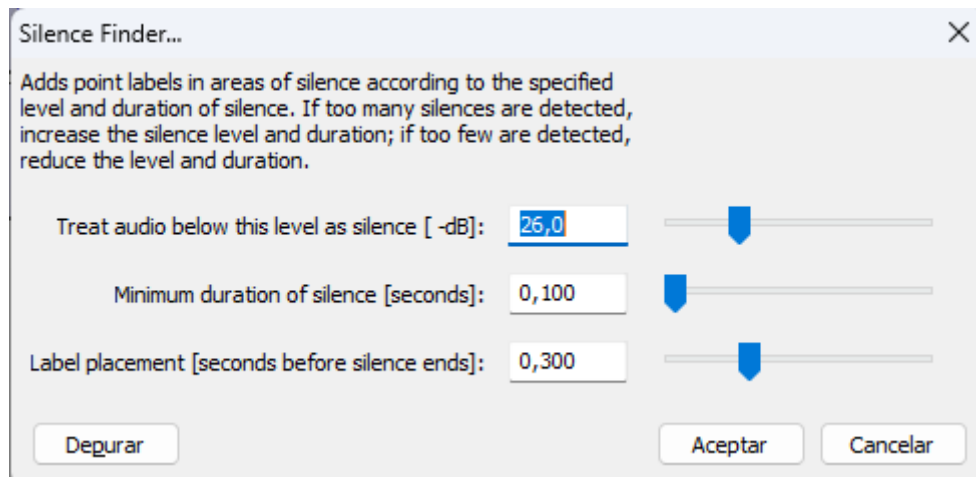 Silence Finder...
Adds point labels in areas of silence according to the specified
level and duration of silence. If too many silences are detected,
increase the silence level and duration; if too few are detected,
reduce the level and duration.
Treat audio below this level as silence [ -dB]: 26,0
Minimum duration of silence [seconds]: 0,100
Label placement [seconds before silence ends]: 0,300
Depurar Aceptar Cancelar